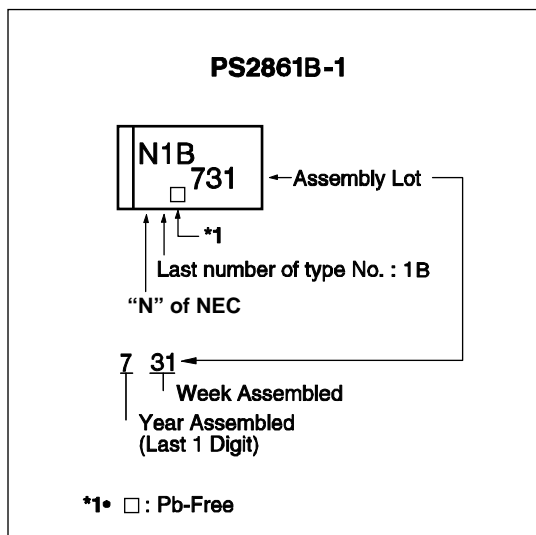 PS2861B-1
N1B
731
Assembly Lot
*1
Last number of type No. : 1B
“N” of NEC
7 31
Week Assembled
Year Assembled
(Last 1 Digit)
*1• □ : Pb-Free